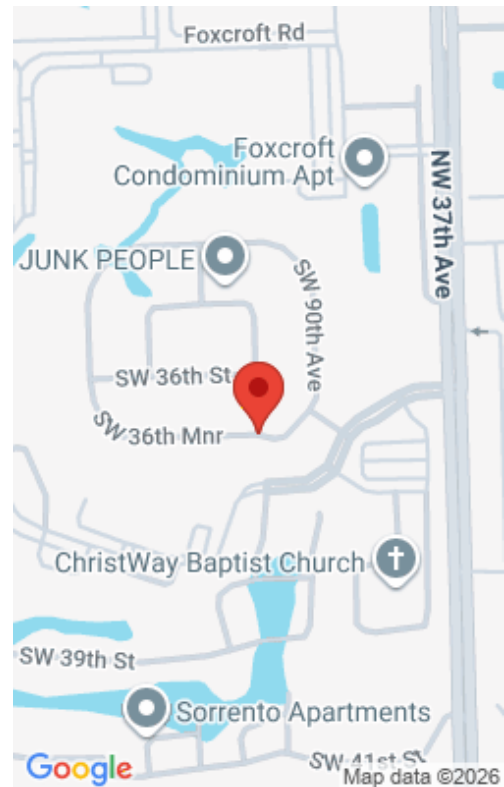 Foxcroft Rd
Foxcroft
Condominium Apt
NW 37th Ave
JUNK PEOPLE
SW 90th Ave
SW 36th St
SW 36th Mnr
ChristWay Baptist Church
SW 39th St
Sorrento Apartments
SW 41st St
Google
Map data ©2026